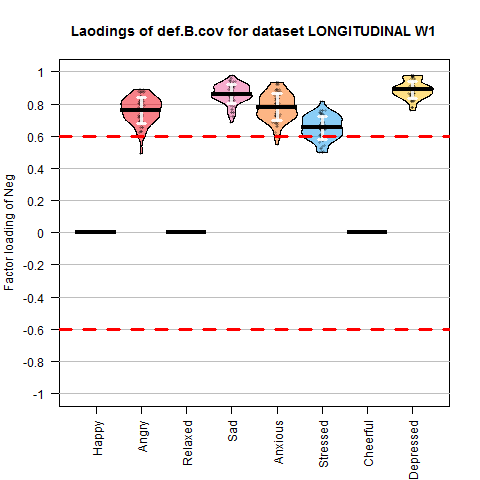 Laodings of def.B.cov for dataset LONGITUDINAL W1
Factor loading of Neg
1
0.8
0.6
0.4
0.2
0
-0.2
-0.4
-0.6
-0.8
-1
Happy
Angry
Relaxed
Sad
Anxious
Stressed
Cheerful
Depressed